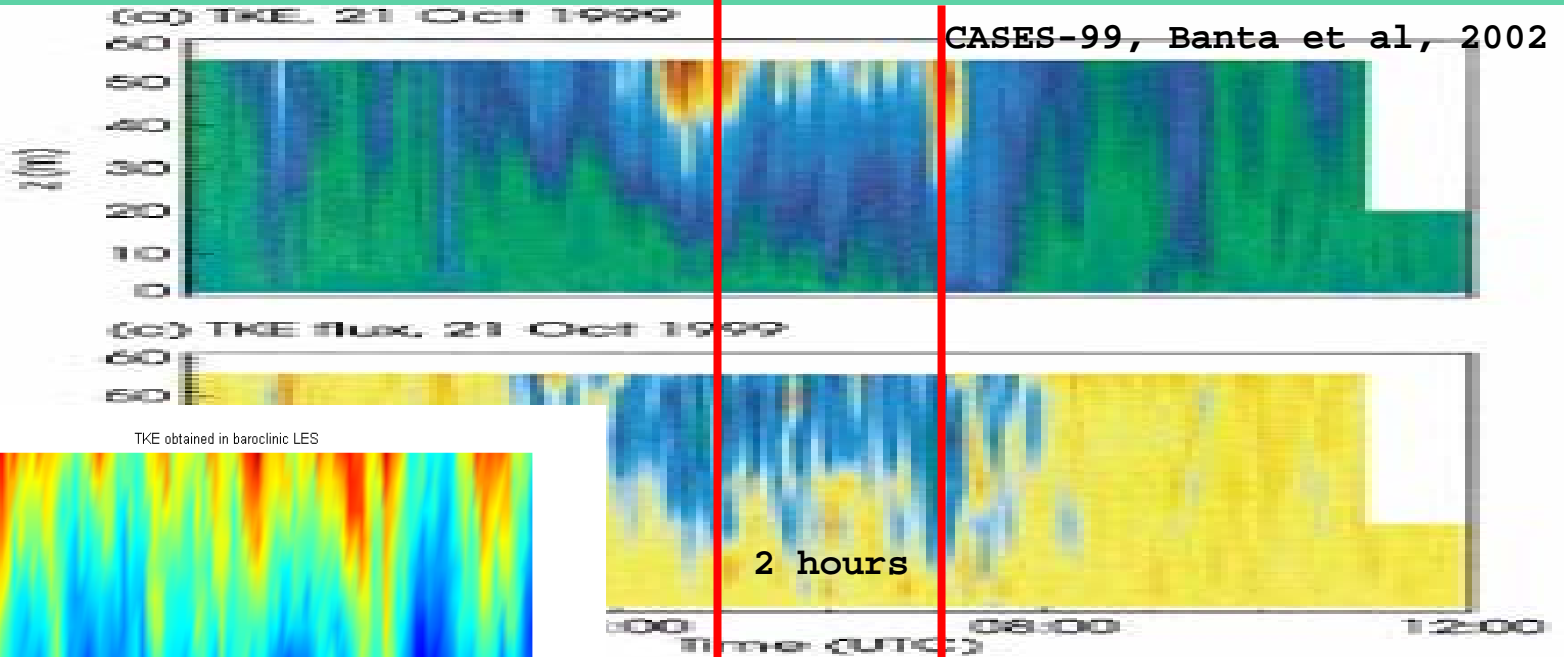 (a) TKE, 21 Oct 1999
CASES-99, Banta et al, 2002
60
50
40
30
20
10
0
z (m)
(c) TKE flux, 21 Oct 1999
60
50
TKE obtained in baroclinic LES
2 hours
:00
08:00
12:00
Time (UTC)